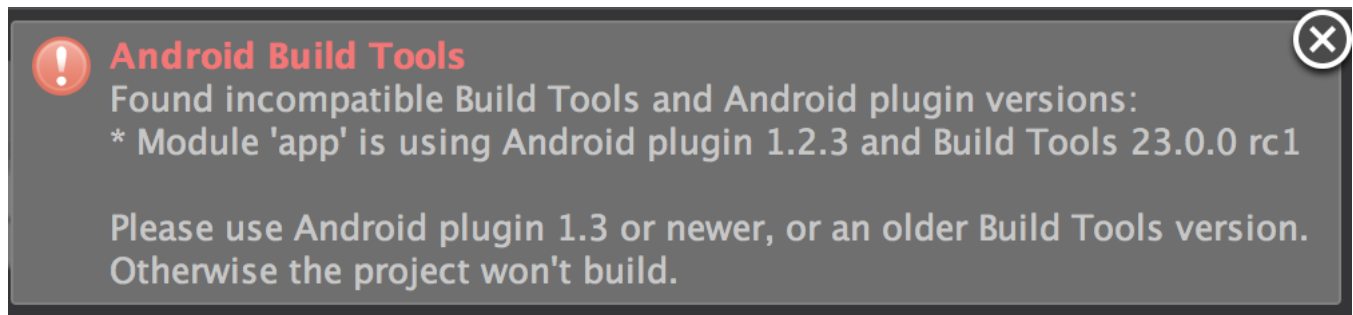 Android Build Tools
Found incompatible Build Tools and Android plugin versions:
* Module 'app' is using Android plugin 1.2.3 and Build Tools 23.0.0 rc1
Please use Android plugin 1.3 or newer, or an older Build Tools version.
Otherwise the project won't build.